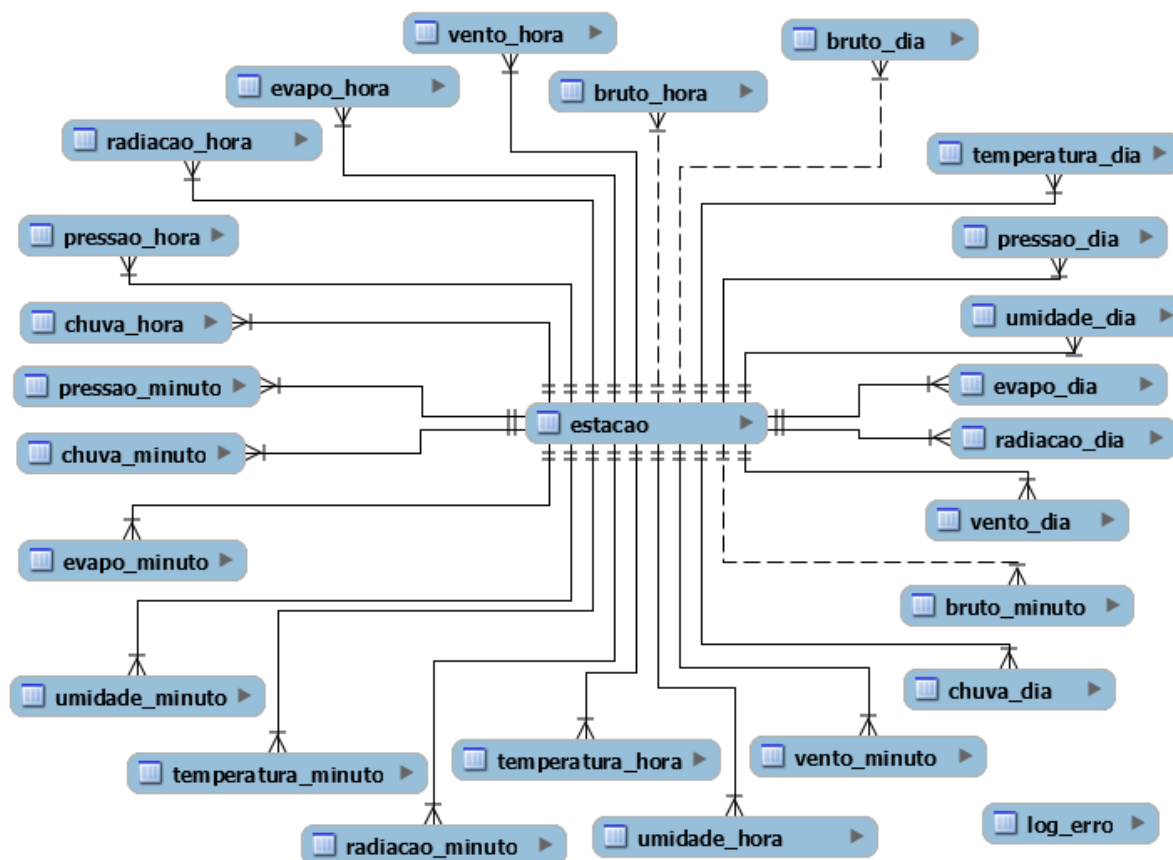 vento_hora
bruto_dia
evapo_hora
bruto_hora
radiacao_hora
temperatura_dia
pressao_hora
pressao_dia
chuva_hora
umidade_dia
pressao_minuto
evapo_dia
estacao
radiacao_dia
chuva_minuto
vento_dia
evapo_minuto
bruto_minuto
umidade_minuto
chuva_dia
temperatura_minuto
temperatura_hora
vento_minuto
radiacao_minuto
umidade_hora
log_erro